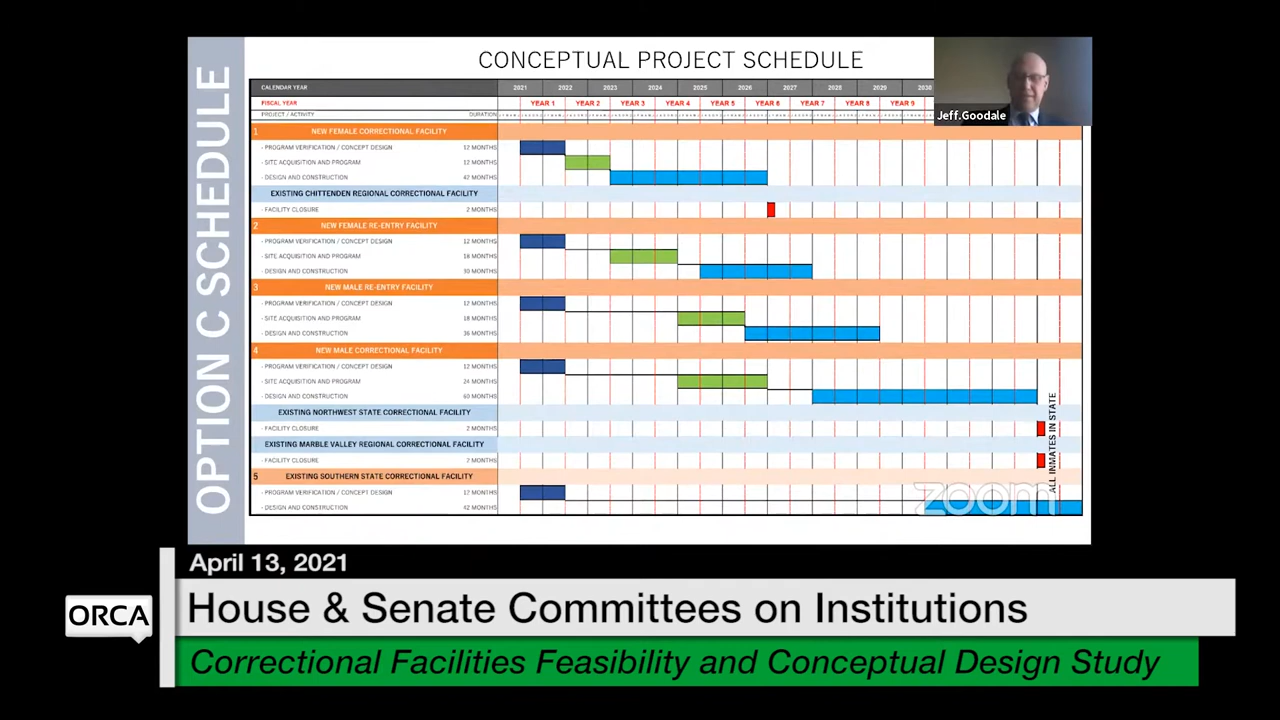 OPTION C SCHEDULE
CONCEPTUAL PROJECT SCHEDULE
CALENDAR YEAR 2021 2022 2023 2024 2025 2026 2027 2028 2029 2030
FISCAL YEAR YEAR 1 YEAR 2 YEAR 3 YEAR 4 YEAR 5 YEAR 6 YEAR 7 YEAR 8 YEAR 9
PROJECT / ACTIVITY DURATION
1 NEW FEMALE CORRECTIONAL FACILITY
- PROGRAM VERIFICATION / CONCEPT DESIGN 12 MONTHS
- SITE ACQUISITION AND PROGRAM 12 MONTHS
- DESIGN AND CONSTRUCTION 42 MONTHS
EXISTING CHITTENDEN REGIONAL CORRECTIONAL FACILITY
- FACILITY CLOSURE 2 MONTHS
2 NEW FEMALE RE-ENTRY FACILITY
- PROGRAM VERIFICATION / CONCEPT DESIGN 12 MONTHS
- SITE ACQUISITION AND PROGRAM 18 MONTHS
- DESIGN AND CONSTRUCTION 30 MONTHS
3 NEW MALE RE-ENTRY FACILITY
- PROGRAM VERIFICATION / CONCEPT DESIGN 12 MONTHS
- SITE ACQUISITION AND PROGRAM 18 MONTHS
- DESIGN AND CONSTRUCTION 36 MONTHS
4 NEW MALE CORRECTIONAL FACILITY
- PROGRAM VERIFICATION / CONCEPT DESIGN 12 MONTHS
- SITE ACQUISITION AND PROGRAM 24 MONTHS
- DESIGN AND CONSTRUCTION 60 MONTHS
EXISTING NORTHWEST STATE CORRECTIONAL FACILITY
- FACILITY CLOSURE 2 MONTHS
EXISTING MARBLE VALLEY REGIONAL CORRECTIONAL FACILITY
- FACILITY CLOSURE 2 MONTHS
5 EXISTING SOUTHERN STATE CORRECTIONAL FACILITY
- PROGRAM VERIFICATION / CONCEPT DESIGN 12 MONTHS
- DESIGN AND CONSTRUCTION 42 MONTHS
ALL INMATES IN STATE
Jeff.Goodale
zoom
April 13, 2021
ORCA
House & Senate Committees on Institutions
Correctional Facilities Feasibility and Conceptual Design Study